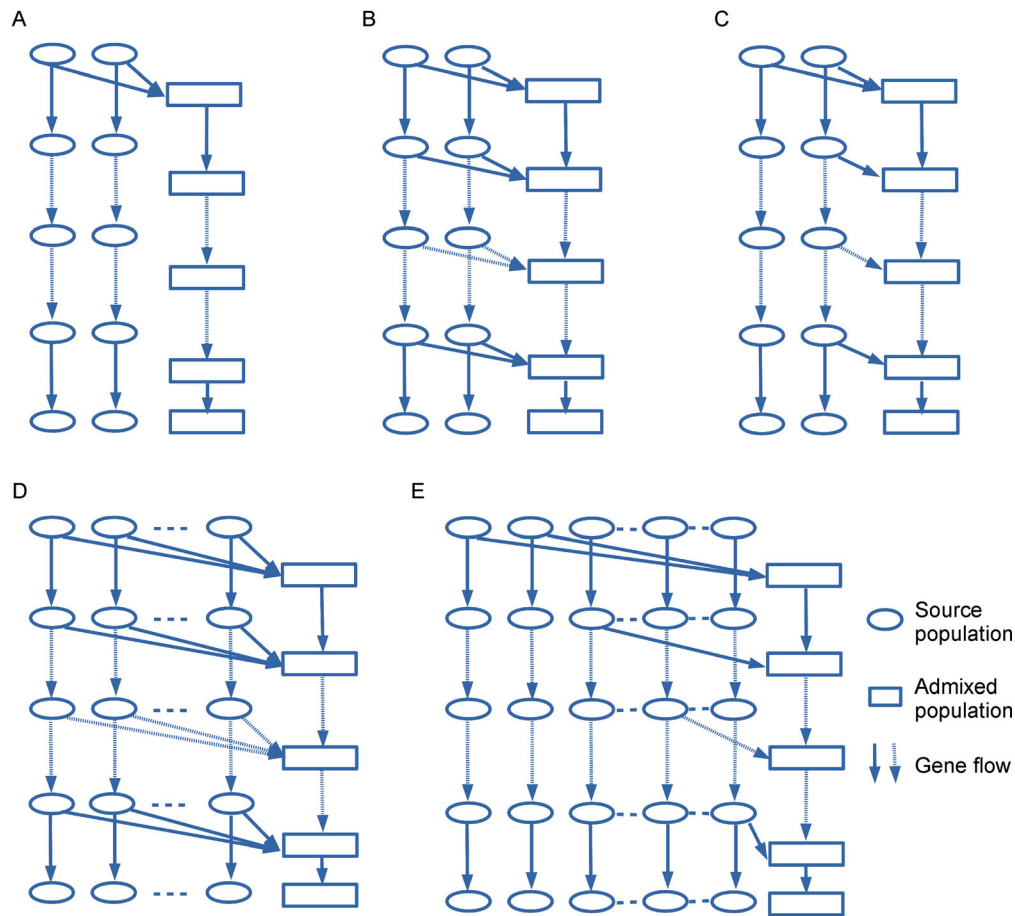 A
B
C
D
E
Source
population
Admixed
population
Gene flow